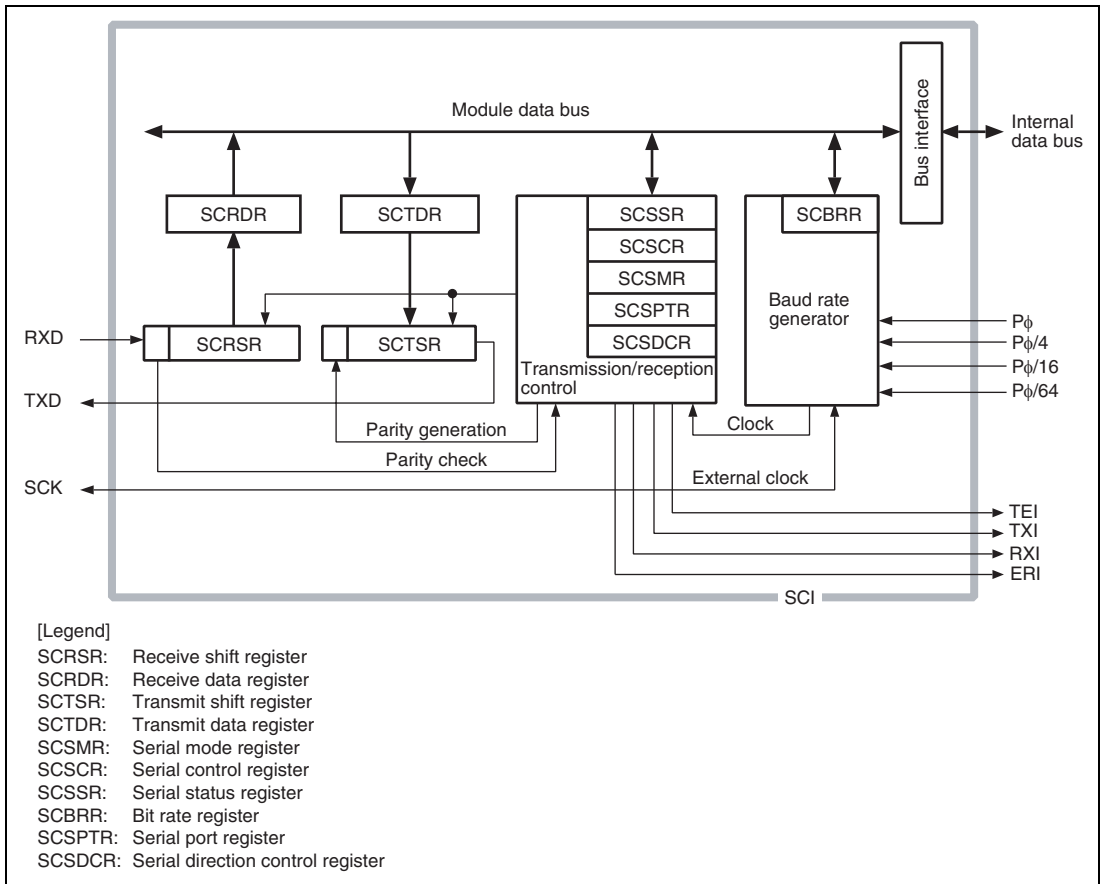 Module data bus
Bus interface
Internal
data bus
SCRDR
SCTDR
SCSSR
SCSCR
SCSMR
SCSPTR
SCSDCR
Transmission/reception
control
SCBRR
Baud rate
generator
RXD
SCRSR
SCTSR
TXD
Pϕ
Pϕ/4
Pϕ/16
Pϕ/64
Parity generation
Parity check
Clock
External clock
SCK
TEI
TXI
RXI
ERI
SCI
[Legend]
SCRSR: Receive shift register
SCRDR: Receive data register
SCTSR: Transmit shift register
SCTDR: Transmit data register
SCSMR: Serial mode register
SCSCR: Serial control register
SCSSR: Serial status register
SCBRR: Bit rate register
SCSPTR: Serial port register
SCSDCR: Serial direction control register